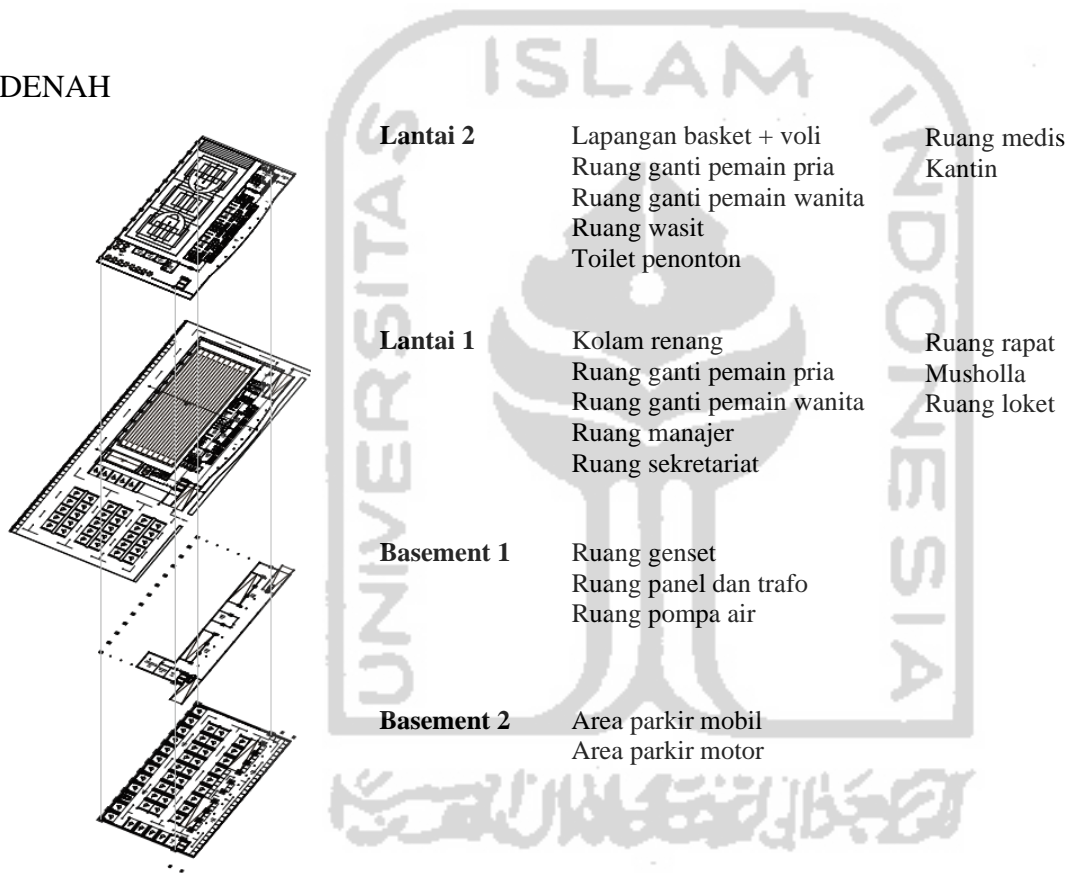 DENAH
Lantai 2 Lapangan basket + voli Ruang medis
Ruang ganti pemain pria Kantin
Ruang ganti pemain wanita
Ruang wasit
Toilet penonton
Lantai 1 Kolam renang Ruang rapat
Ruang ganti pemain pria Musholla
Ruang ganti pemain wanita Ruang loket
Ruang manajer
Ruang sekretariat
Basement 1 Ruang genset
Ruang panel dan trafo
Ruang pompa air
Basement 2 Area parkir mobil
Area parkir motor
UNIVERSITAS
ISLAM
INDONESIA